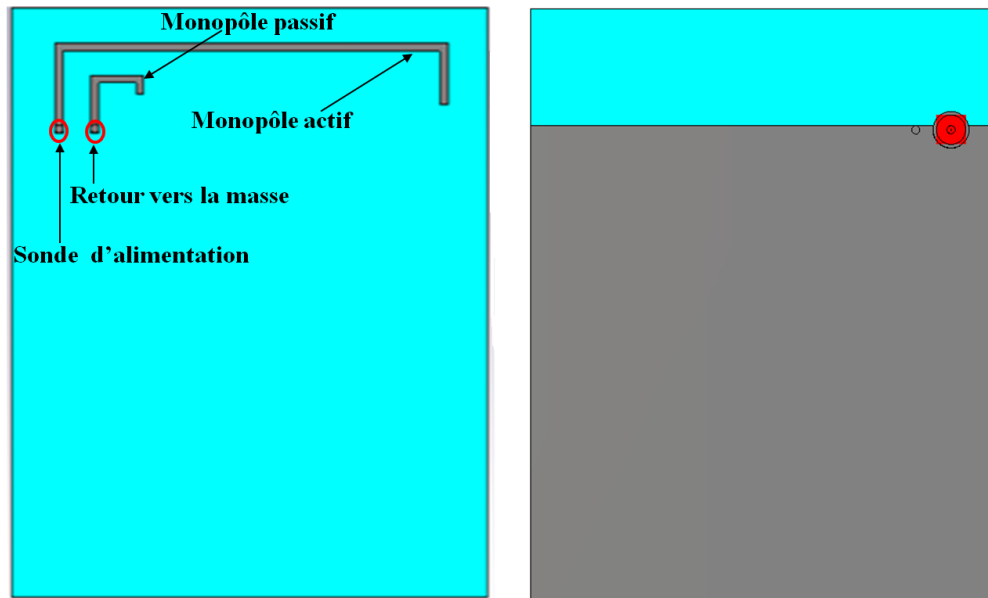 Monopôle passif
Monopôle actif
Retour vers la masse
Sonde d’alimentation